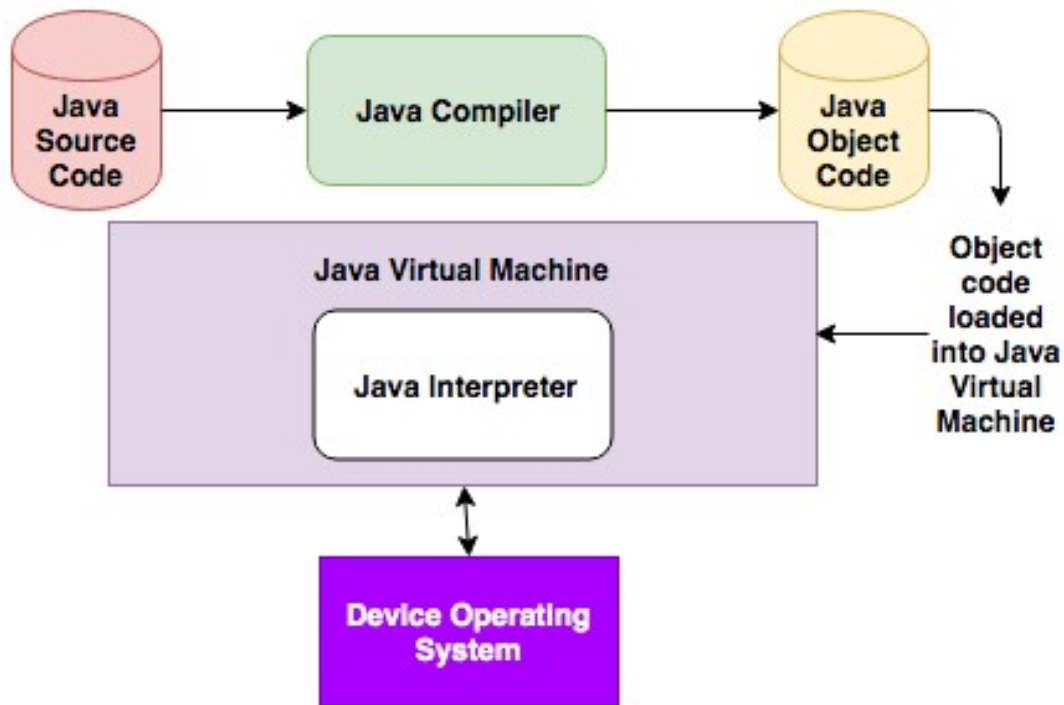 Java
Source
Code
Java Compiler
Java
Object
Code
Object
code
loaded
into Java
Virtual
Machine
Java Virtual Machine
Java Interpreter
Device Operating
System